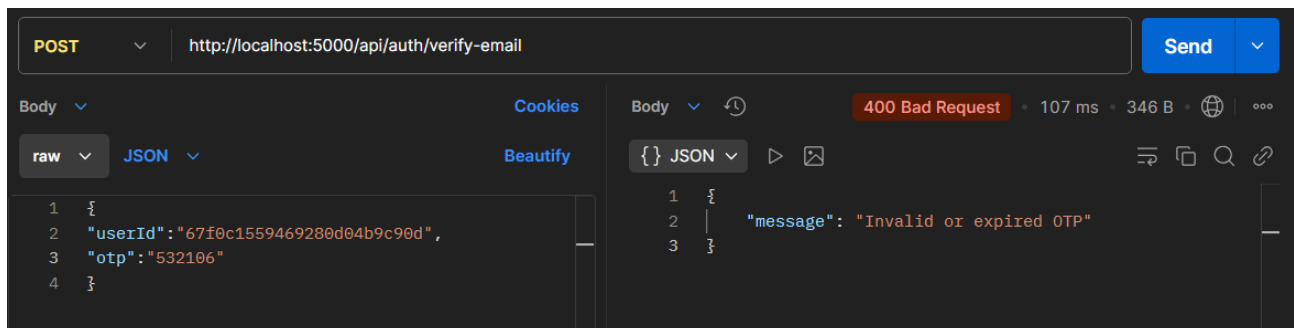 POST http://localhost:5000/api/auth/verify-email Send
Body Cookies
raw JSON Beautify
1 {
2 "userId":"67f0c1559469280d04b9c90d",
3 "otp":"532106"
4 }
Body 400 Bad Request • 107 ms • 346 B •
{} JSON
1 {
2 "message": "Invalid or expired OTP"
3 }